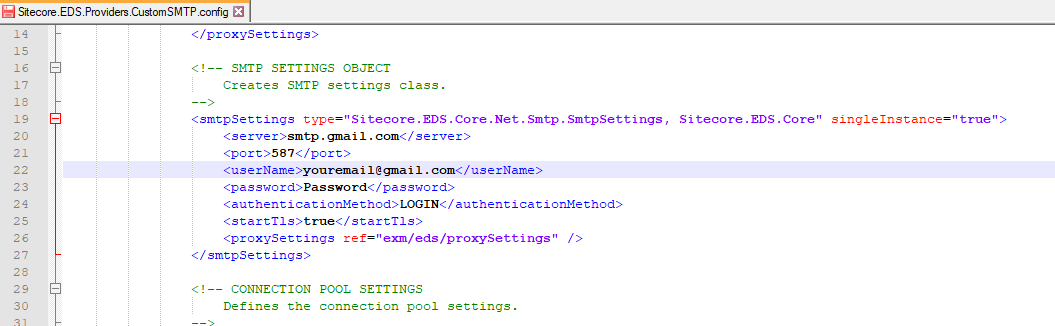 Sitecore.EDS.Providers.CustomSMTP.config
14 </proxySettings>
15
16 <!-- SMTP SETTINGS OBJECT
17 Creates SMTP settings class.
18 -->
19 <smtpSettings type="Sitecore.EDS.Core.Net.Smtp.SmtpSettings, Sitecore.EDS.Core" singleInstance="true">
20 <server>smtp.gmail.com</server>
21 <port>587</port>
22 <userName>youremail@gmail.com</userName>
23 <password>Password</password>
24 <authenticationMethod>LOGIN</authenticationMethod>
25 <startTls>true</startTls>
26 <proxySettings ref="exm/eds/proxySettings" />
27 </smtpSettings>
28
29 <!-- CONNECTION POOL SETTINGS
30 Defines the connection pool settings.
31 -->